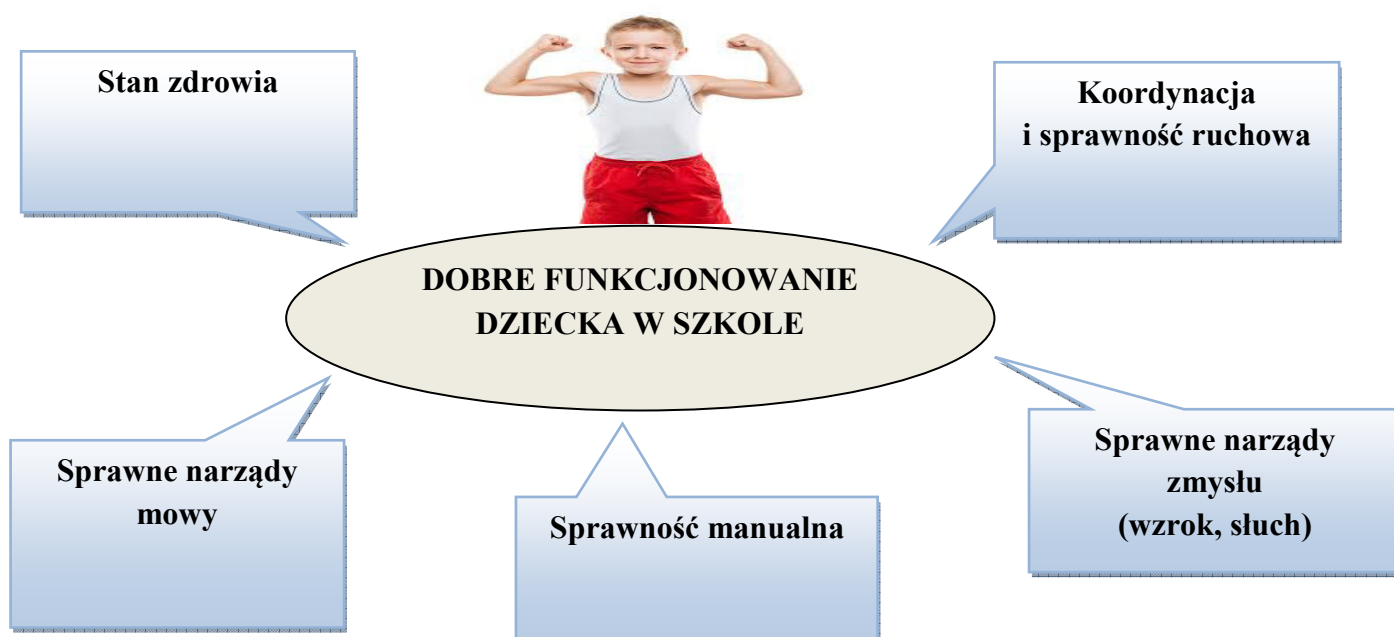 Stan zdrowia
Koordynacja
i sprawność ruchowa
DOBRE FUNKCJONOWANIE
DZIECKA W SZKOLE
Sprawne narządy
mowy
Sprawność manualna
Sprawne narządy
zmysłu
(wzrok, słuch)